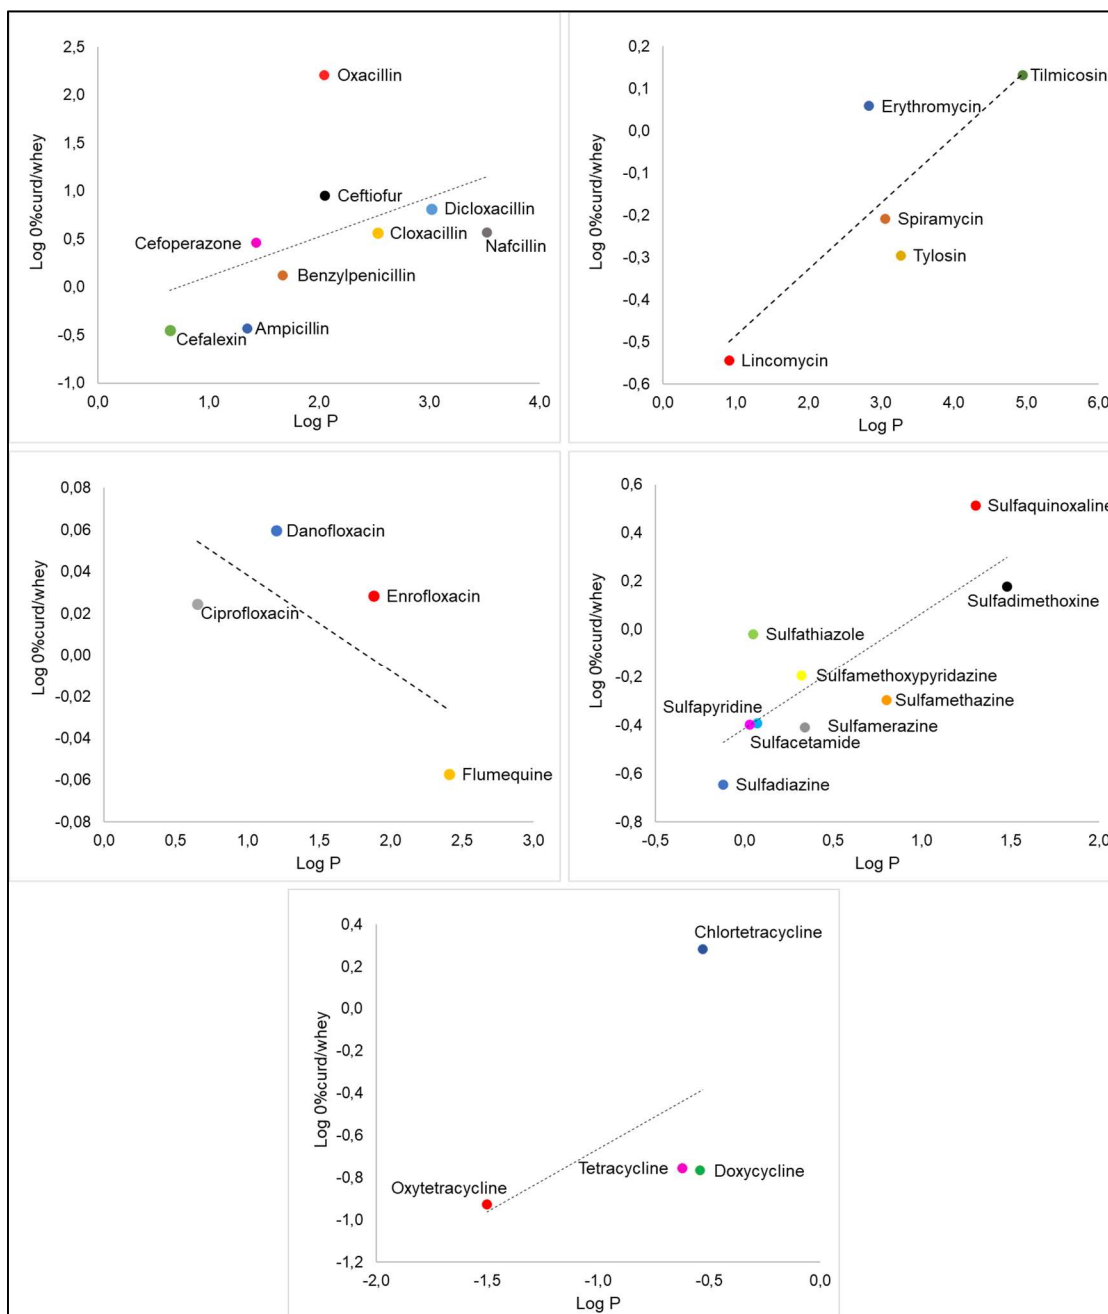 2,5
2,0
1,5
1,0
0,5
0,0
-0,5
-1,0
Log 0%curd/whey
Oxacillin
Ceftiofur
Dicloxacillin
Cefoperazone
Cloxacillin
Nafcillin
Benzylpenicillin
Ampicillin
Cefalexin
0,0 1,0 2,0 3,0 4,0
Log P
0,2
0,1
0,0
-0,1
-0,2
-0,3
-0,4
-0,5
-0,6
Log 0%curd/whey
Tilmicosin
Erythromycin
Spiramycin
Tylosin
Lincomycin
0,0 1,0 2,0 3,0 4,0 5,0 6,0
Log P
0,08
0,06
0,04
0,02
0,00
-0,02
-0,04
-0,06
-0,08
Log 0%curd/whey
Danofloxacin
Enrofloxacin
Ciprofloxacin
Flumequine
0,0 0,5 1,0 1,5 2,0 2,5 3,0
Log P
0,6
0,4
0,2
0,0
-0,2
-0,4
-0,6
-0,8
Log 0%curd/whey
Sulfaquinoxaline
Sulfadimethoxine
Sulfathiazole
Sulfamethoxypyridazine
Sulfamethazine
Sulfapyridine
Sulfamerazine
Sulfacetamide
Sulfadiazine
-0,5 0,0 0,5 1,0 1,5 2,0
Log P
0,4
0,2
0,0
-0,2
-0,4
-0,6
-0,8
-1,0
-1,2
Log 0%curd/whey
Chlortetracycline
Tetracycline
Doxycycline
Oxytetracycline
-2,0 -1,5 -1,0 -0,5 0,0
Log P